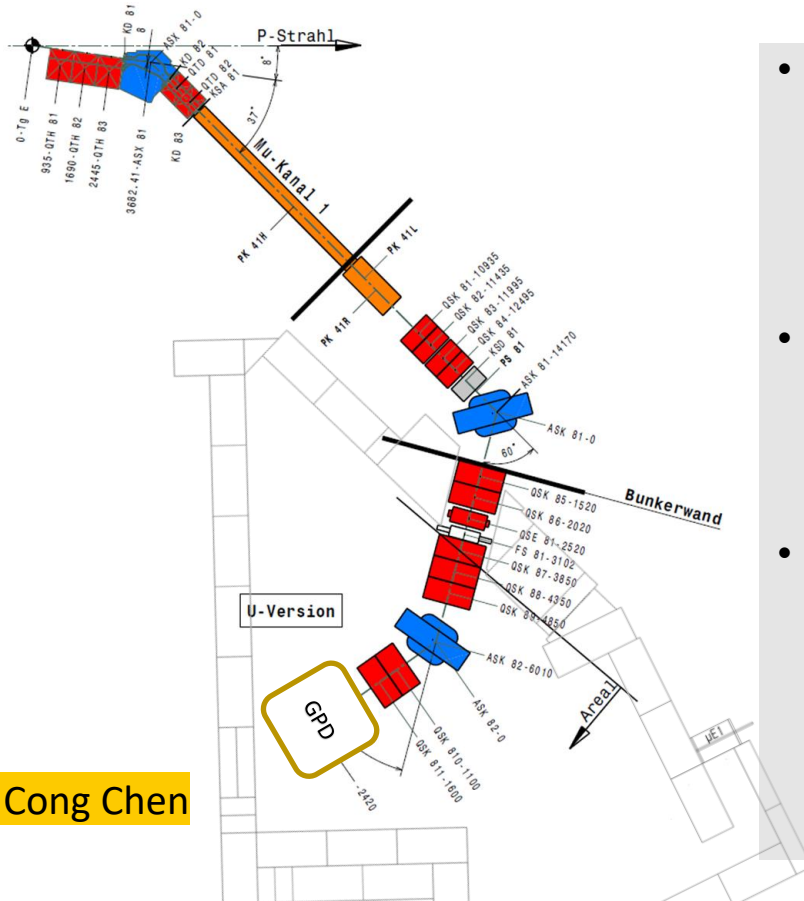 P-Strahl
8°
37°
KD 81
8
ASX 81-0
KD 82
QTD 81
QTD 82
KSA 81
0-Tg E
935-QTH 81
1690-QTH 82
2445-QTH 83
3682.41-ASX 81
KD 83
Mu-Kanal 1
PK 41H
PK 41L
PK 41R
QSK 81-10935
QSK 82-11435
QSK 83-11995
QSK 84-12495
KSD 81
PS 81
ASK 81-14170
ASK 81-0
60°
Bunkerwand
QSK 85-1520
QSK 86-2020
QSE 81-2520
FS 81-3102
QSK 87-3850
QSK 88-4350
QSK 89-4850
U-Version
ASK 82-6010
ASK 82-0
Areal
µE1
GPD
QSK 810-1100
QSK 811-1600
-2420
Cong Chen